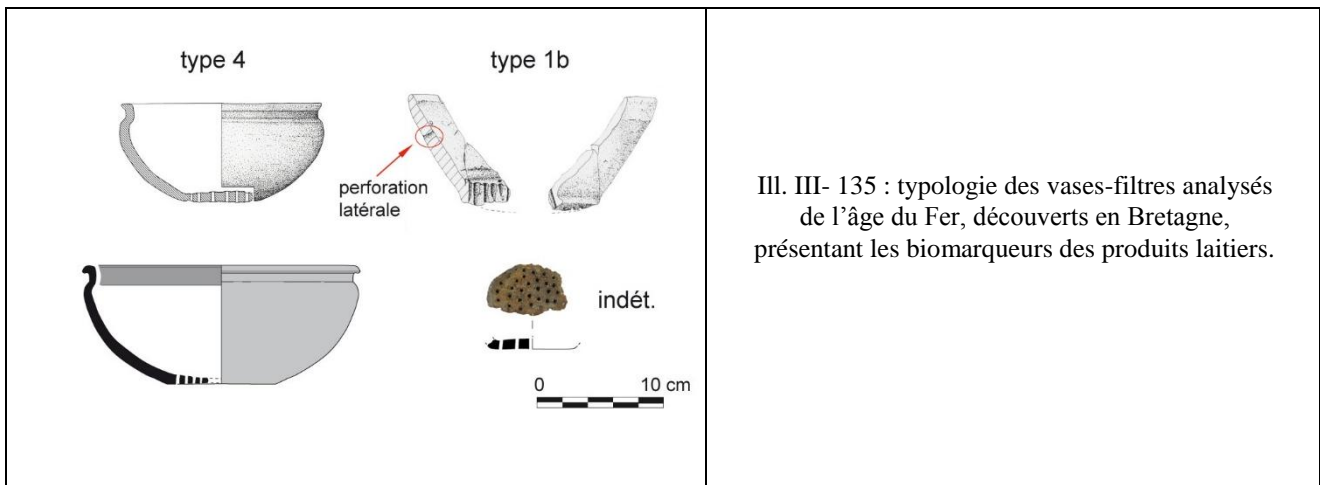 type 4
type 1b
perforation
latérale
indét.
0 10 cm
Ill. III- 135 : typologie des vases-filtres analysés
de l’âge du Fer, découverts en Bretagne,
présentant les biomarqueurs des produits laitiers.